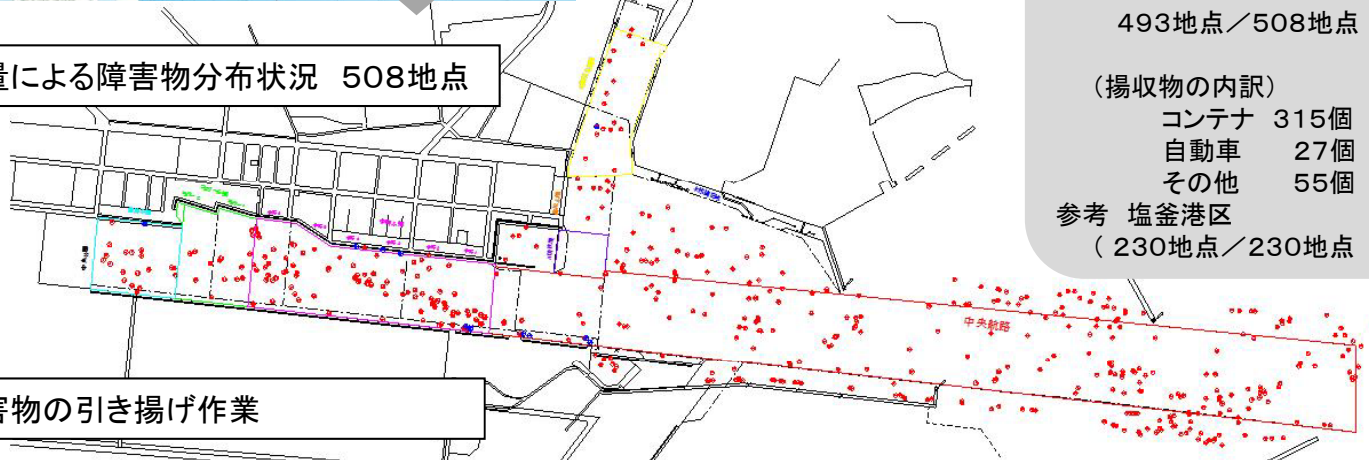 493地点／508地点
量による障害物分布状況 508地点
（揚収物の内訳）
コンテナ 315個
自動車 27個
その他 55個
参考 塩釜港区
（ 230地点／230地点
中央航路
害物の引き揚げ作業